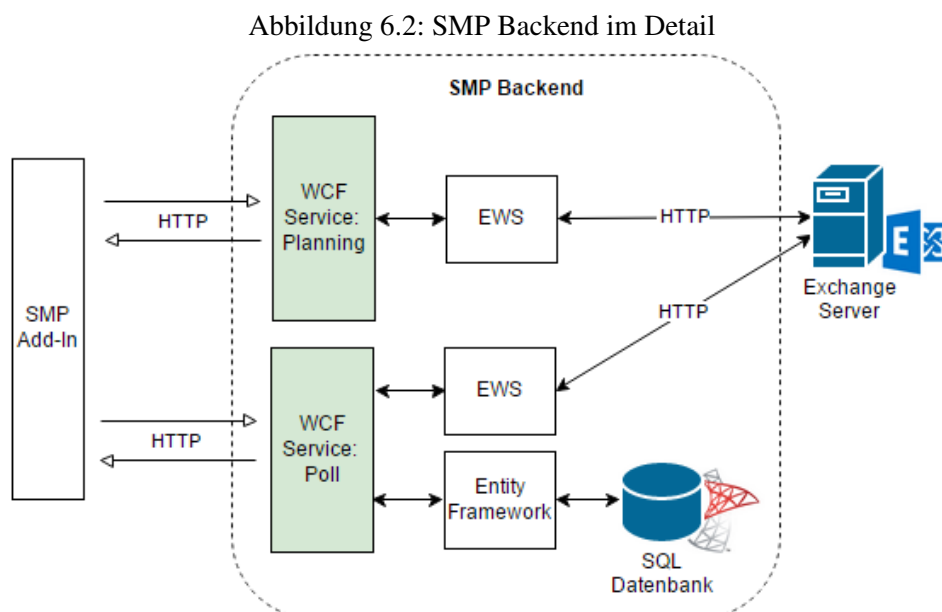 Abbildung 6.2: SMP Backend im Detail
SMP Backend
SMP
Add-In
HTTP
WCF
Service:
Planning
EWS
HTTP
E
Exchange
Server
HTTP
HTTP
WCF
Service:
Poll
EWS
Entity
Framework
SQL
Datenbank